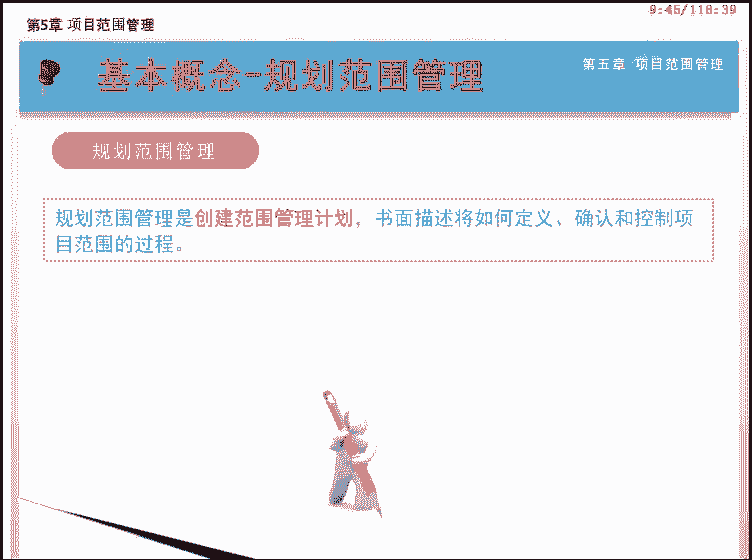 9:45/116:39
第5章 项目范围管理
基本概念-规划范围管理
第五章 项目范围管理
规划范围管理
规划范围管理是创建范围管理计划，书面描述将如何定义、确认和控制项
目范围的过程。